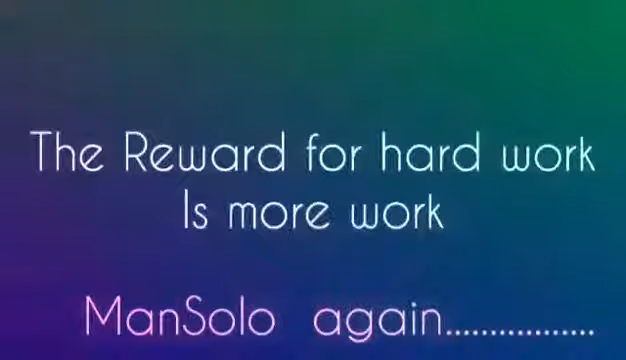 The Reward for hard work
Is more work
ManSolo again.................